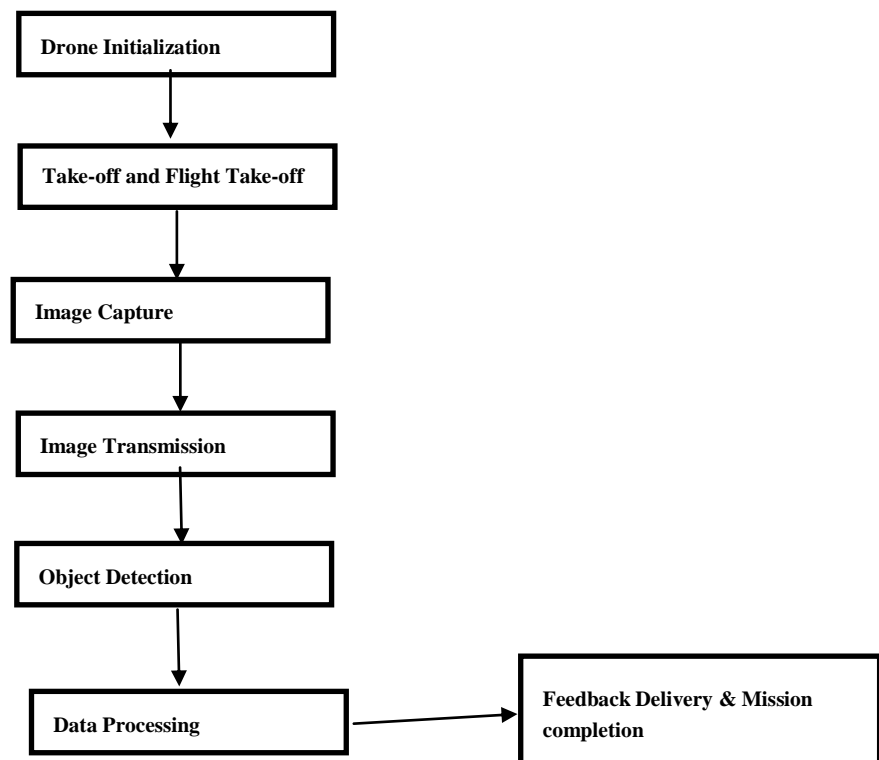 Drone Initialization
Take-off and Flight Take-off
Image Capture
Image Transmission
Object Detection
Data Processing
Feedback Delivery & Mission
completion